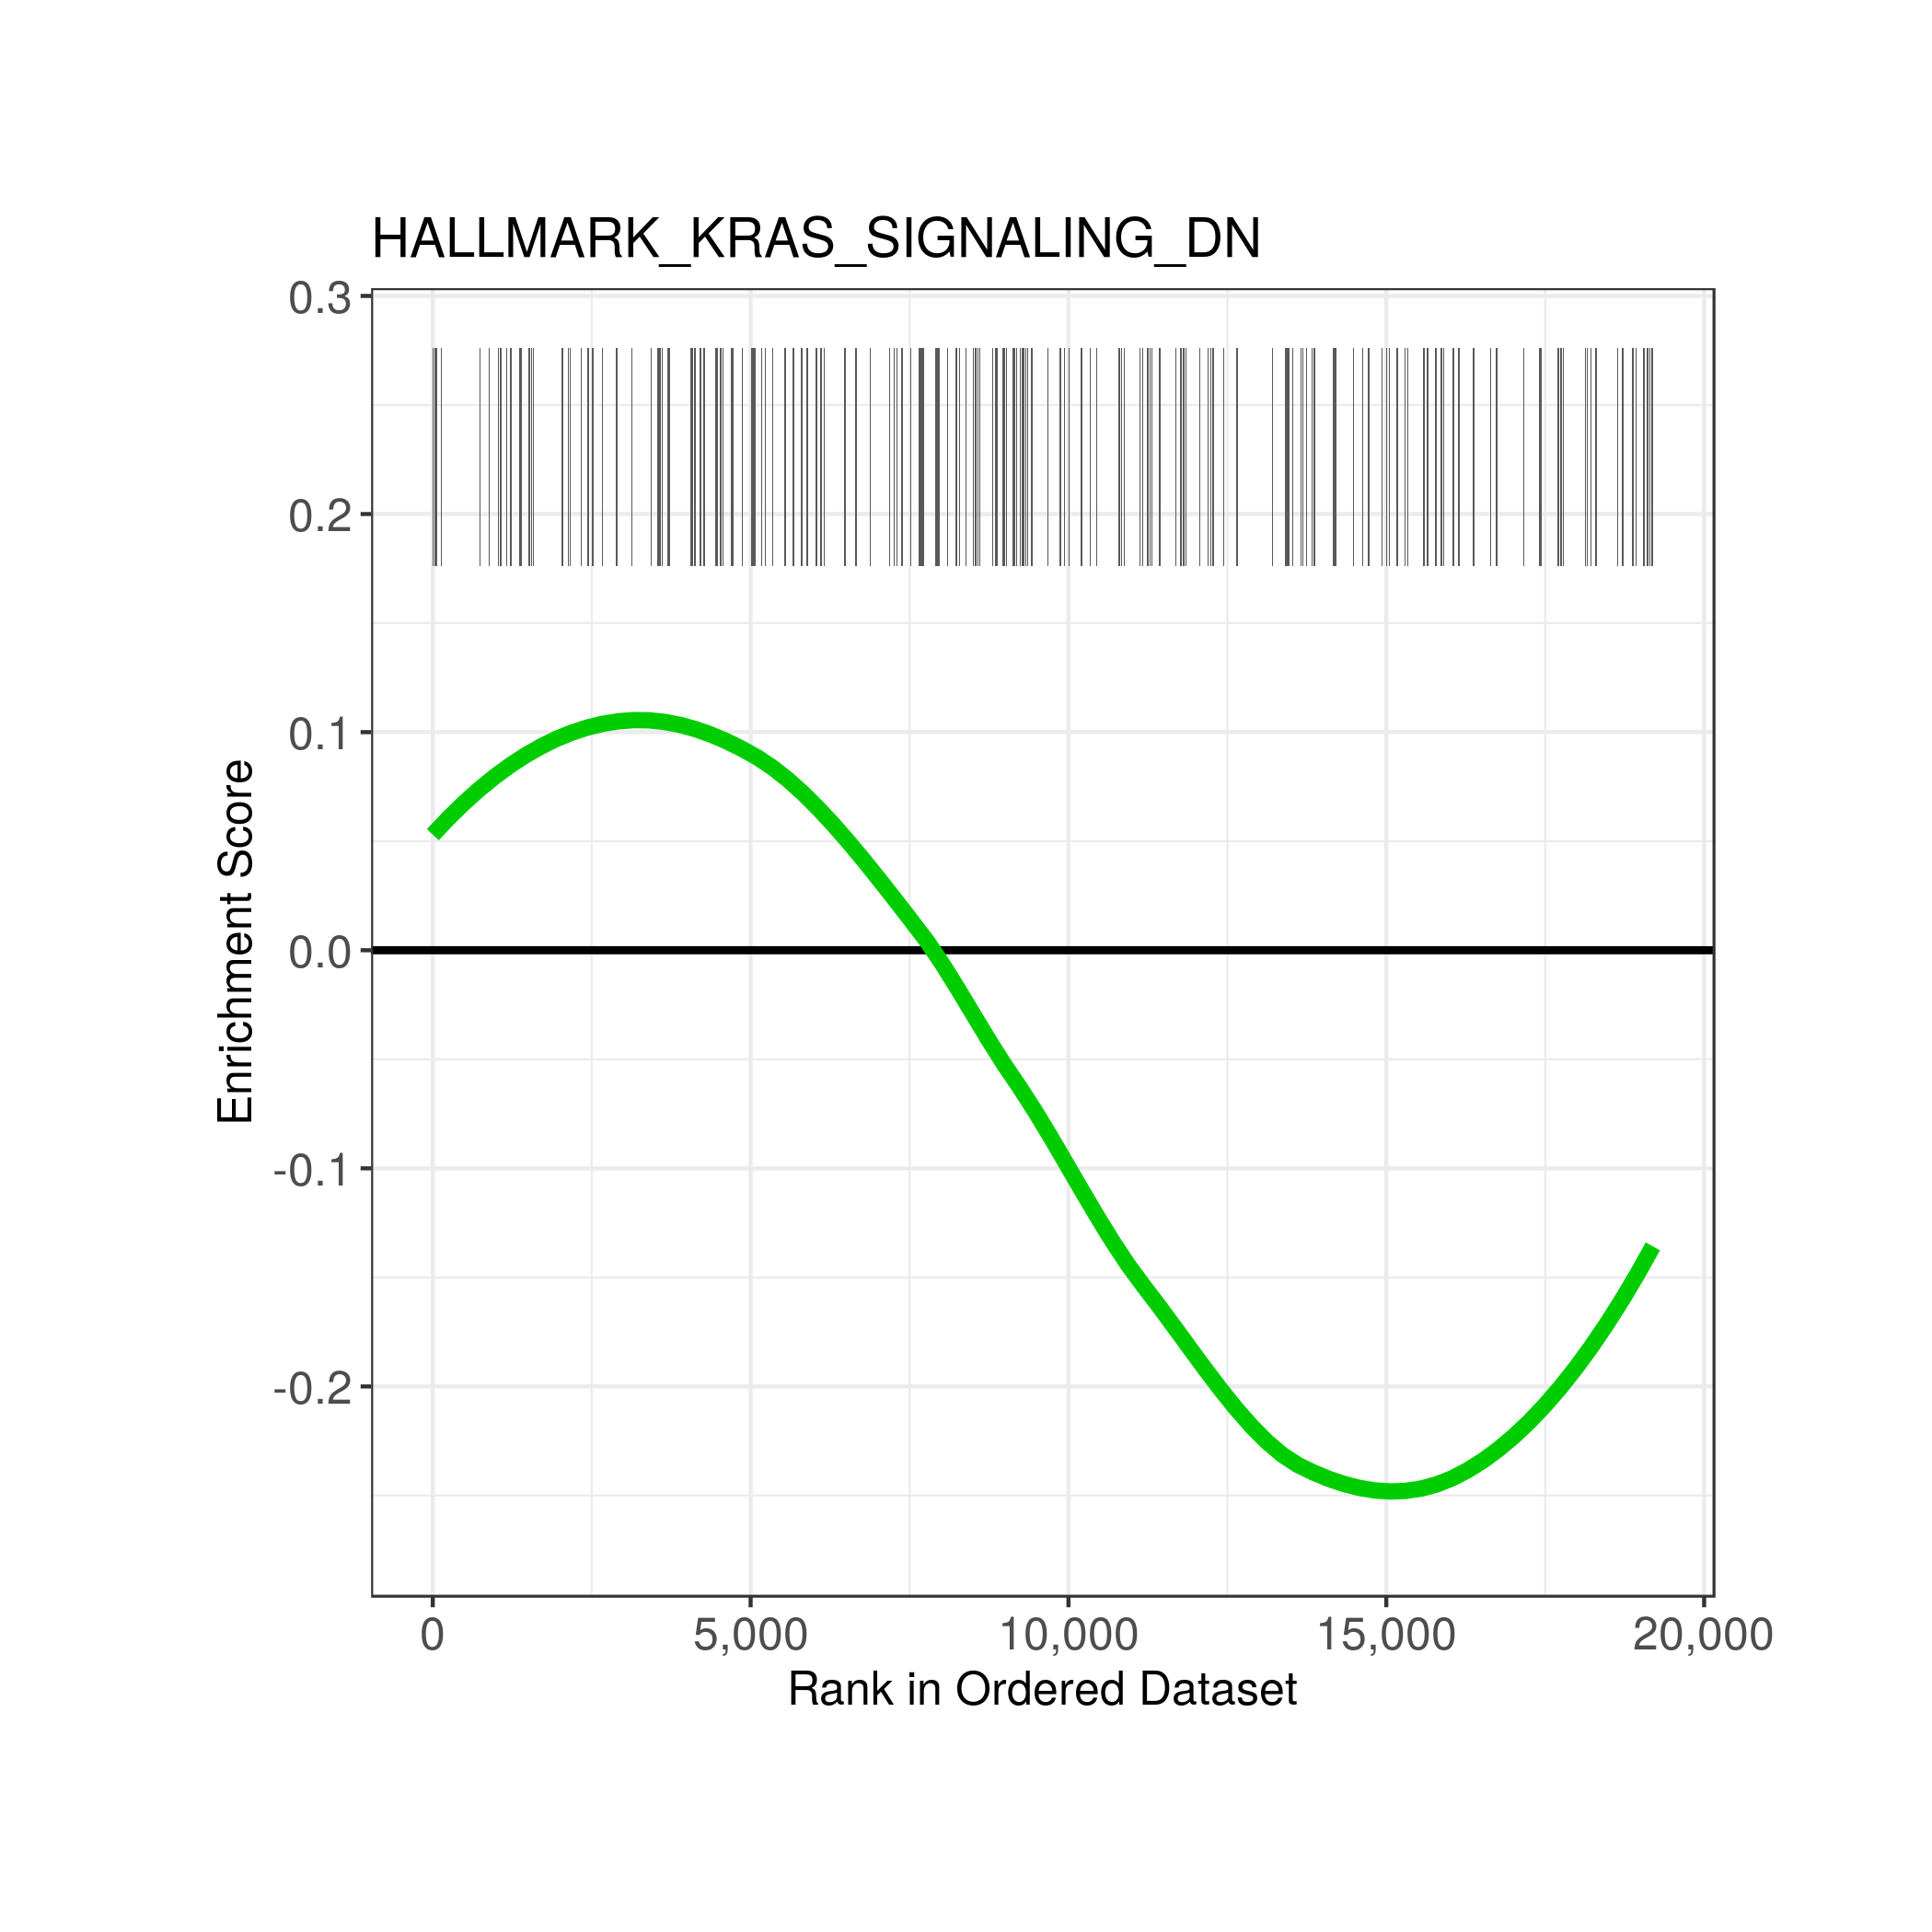 HALLMARK_KRAS_SIGNALING_DN
0.3
0.2
0.1
0.0
-0.1
-0.2
Enrichment Score
0 5,000 10,000 15,000 20,000
Rank in Ordered Dataset